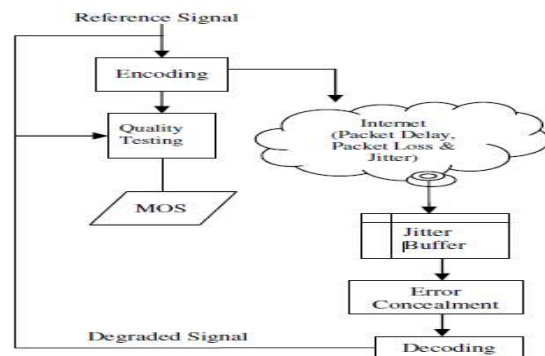 Reference Signal
Encoding
Quality
Testing
MOS
Internet
(Packet Delay,
Packet Loss &
Jitter)
Jitter
Buffer
Error
Concealment
Degraded Signal
Decoding